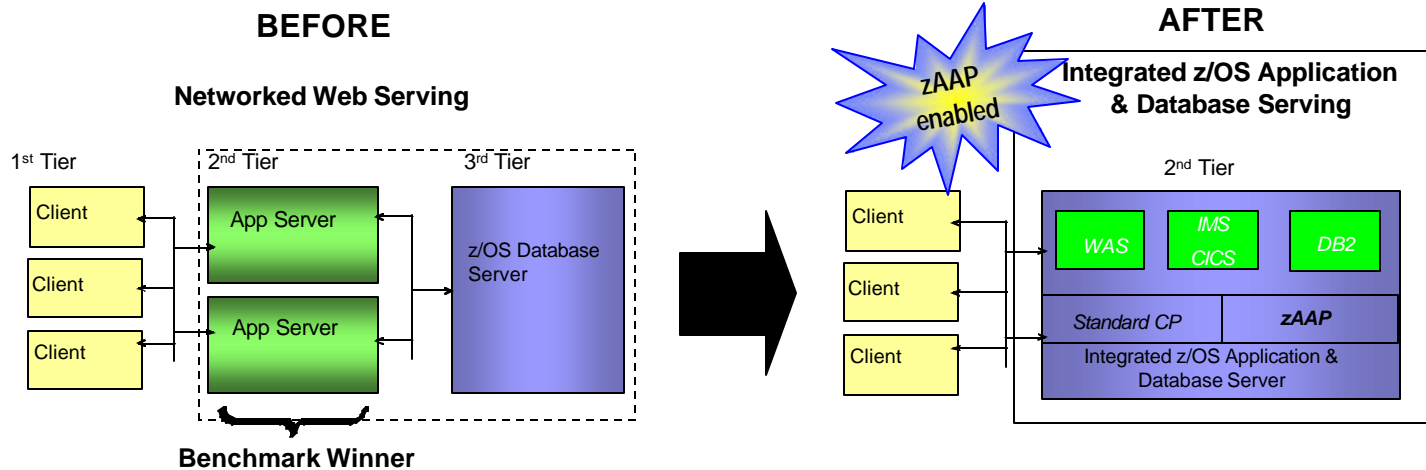 BEFORE
Networked Web Serving
1st Tier
2nd Tier
3rd Tier
Client
Client
Client
App Server
App Server
z/OS Database
Server
Benchmark Winner
AFTER
zAAP
enabled
Integrated z/OS Application
& Database Serving
2nd Tier
Client
Client
Client
WAS
IMS
CICS
DB2
Standard CP
zAAP
Integrated z/OS Application &
Database Server